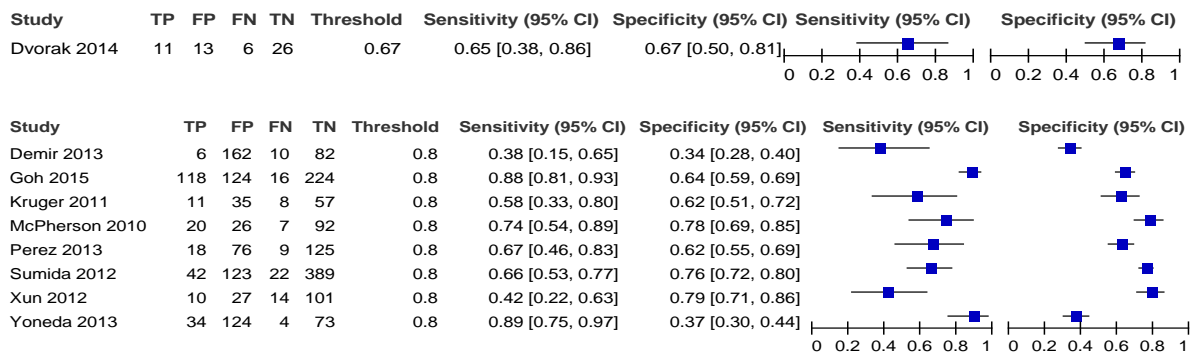 Study TP FP FN TN Threshold Sensitivity (95% CI) Specificity (95% CI) Sensitivity (95% CI) Specificity (95% CI)
Dvorak 2014 11 13 6 26 0.67 0.65 [0.38, 0.86] 0.67 [0.50, 0.81]
0 0.2 0.4 0.6 0.8 1 0 0.2 0.4 0.6 0.8 1
Study TP FP FN TN Threshold Sensitivity (95% CI) Specificity (95% CI) Sensitivity (95% CI) Specificity (95% CI)
Demir 2013 6 162 10 82 0.8 0.38 [0.15, 0.65] 0.34 [0.28, 0.40]
Goh 2015 118 124 16 224 0.8 0.88 [0.81, 0.93] 0.64 [0.59, 0.69]
Kruger 2011 11 35 8 57 0.8 0.58 [0.33, 0.80] 0.62 [0.51, 0.72]
McPherson 2010 20 26 7 92 0.8 0.74 [0.54, 0.89] 0.78 [0.69, 0.85]
Perez 2013 18 76 9 125 0.8 0.67 [0.46, 0.83] 0.62 [0.55, 0.69]
Sumida 2012 42 123 22 389 0.8 0.66 [0.53, 0.77] 0.76 [0.72, 0.80]
Xun 2012 10 27 14 101 0.8 0.42 [0.22, 0.63] 0.79 [0.71, 0.86]
Yoneda 2013 34 124 4 73 0.8 0.89 [0.75, 0.97] 0.37 [0.30, 0.44]
0 0.2 0.4 0.6 0.8 1 0 0.2 0.4 0.6 0.8 1